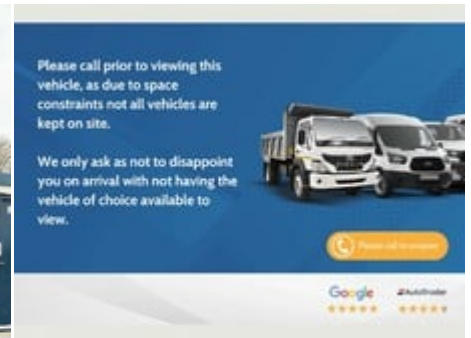 Please call prior to viewing this
vehicle, as due to space
constraints not all vehicles are
kept on site.
We only ask as not to disappoint
you on arrival with not having the
vehicle of choice available to
view.
Please call to enquire
Google
AutoTrader